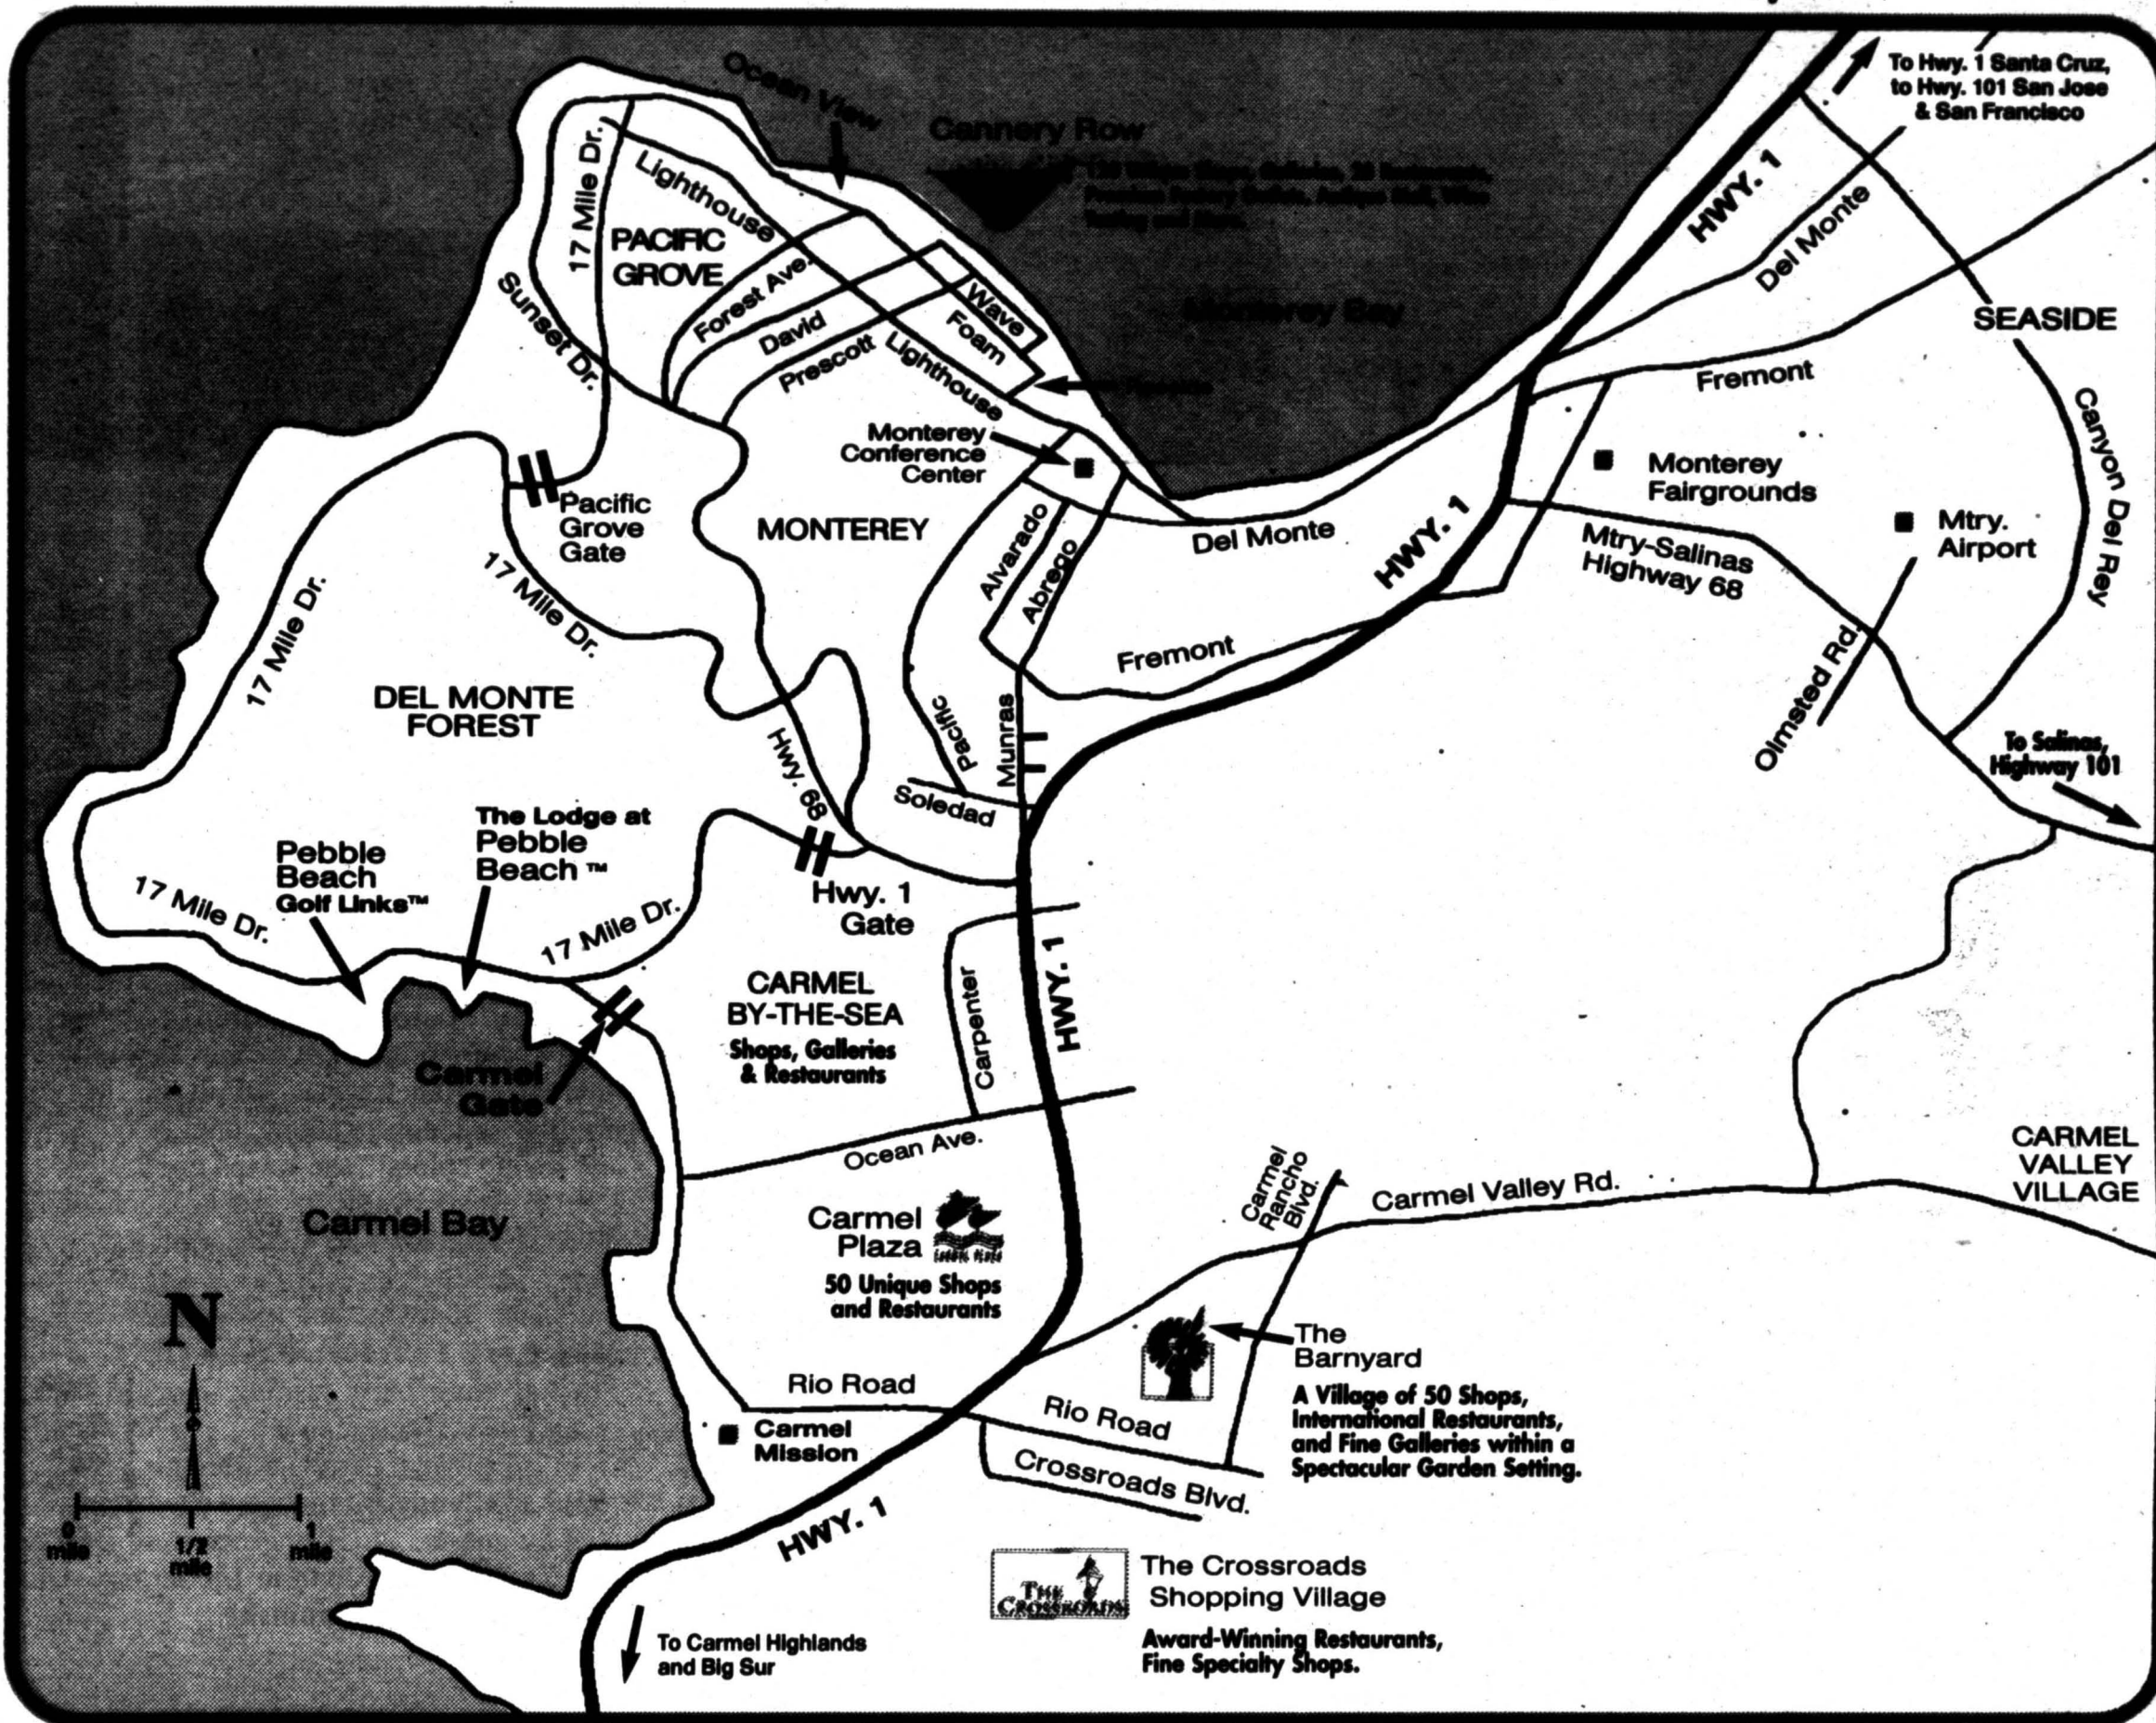 To Hwy. 1 Santa Cruz,
to Hwy. 101 San Jose
& San Francisco
Ocean View
Cannery Row
HWY. 1
Del Monte
17 Mile Dr.
Lighthouse
PACIFIC
GROVE
Sunset Dr.
Forest Ave.
David
Prescott
Lighthouse
Wave
Foam
Monterey Bay
SEASIDE
Fremont
Canyon Del Rey
Monterey
Conference
Center
Monterey
Fairgrounds
Mtry.
Airport
Pacific
Grove
Gate
MONTEREY
Alvarado
Abrego
Del Monte
HWY. 1
Mtry-Salinas
Highway 68
17 Mile Dr.
17 Mile Dr.
Fremont
Olmsted Rd.
DEL MONTE
FOREST
Hwy. 68
Pacific
Munras
Soledad
To Salinas,
Highway 101
The Lodge at
Pebble
Beach ™
Pebble
Beach
Golf Links™
17 Mile Dr.
17 Mile Dr.
Hwy. 1
Gate
CARMEL
BY-THE-SEA
Shops, Galleries
& Restaurants
Carpenter
HWY. 1
Carmel
Gate
Ocean Ave.
Carmel Bay
Carmel
Plaza
50 Unique Shops
and Restaurants
Carmel
Rancho
Blvd.
Carmel Valley Rd.
CARMEL
VALLEY
VILLAGE
N
The
Barnyard
A Village of 50 Shops,
International Restaurants,
and Fine Galleries within a
Spectacular Garden Setting.
Rio Road
Rio Road
Carmel
Mission
Crossroads Blvd.
HWY. 1
0
mile
1/2
mile
1
mile
THE
CROSSROADS
The Crossroads
Shopping Village
Award-Winning Restaurants,
Fine Specialty Shops.
To Carmel Highlands
and Big Sur